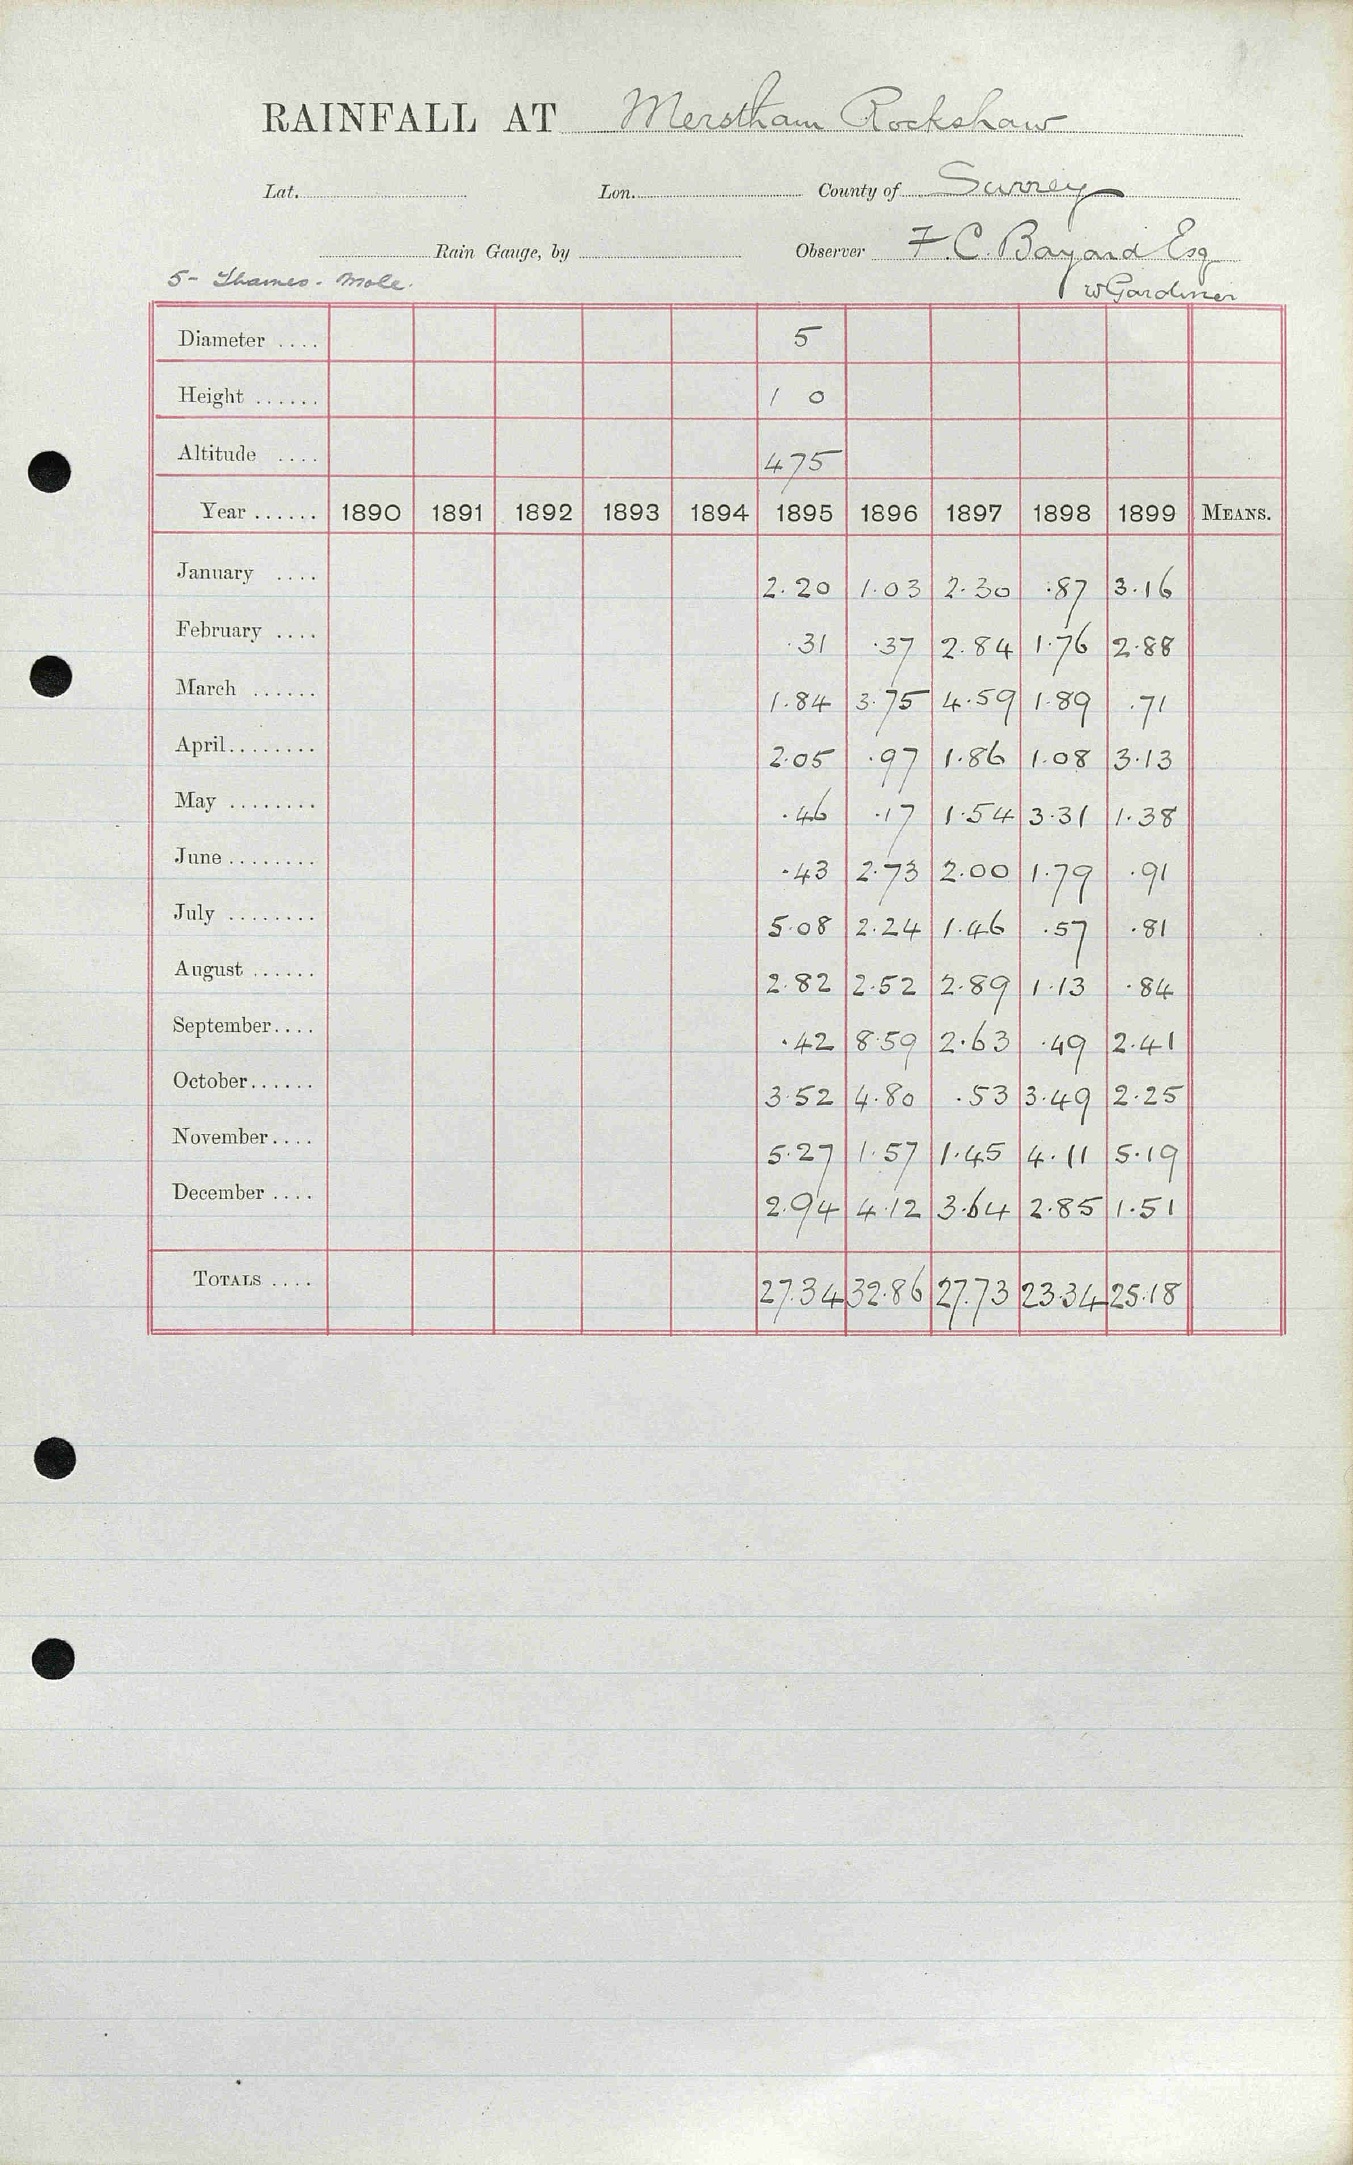 RAINFALL AT Merstham Rockshaw
Lat. Lon. County of Surrey
Rain Gauge, by Observer F. C. Bayard Esq
5- Thames - Mole. W Gardiner
Diameter .... 5
Height ...... 1 0
Altitude .... 475
Year ...... 1890 1891 1892 1893 1894 1895 1896 1897 1898 1899 MEANS.
January .... 2.20 1.03 2.30 .87 3.16
February .... .31 .37 2.84 1.76 2.88
March ...... 1.84 3.75 4.59 1.89 .71
April........ 2.05 .97 1.86 1.08 3.13
May ........ .46 .17 1.54 3.31 1.38
June ........ .43 2.73 2.00 1.79 .91
July ........ 5.08 2.24 1.46 .57 .81
August ...... 2.82 2.52 2.89 1.13 .84
September.... .42 8.59 2.63 .49 2.41
October...... 3.52 4.80 .53 3.49 2.25
November.... 5.27 1.57 1.45 4.11 5.19
December .... 2.94 4.12 3.64 2.85 1.51
TOTALS .... 27.34 32.86 27.73 23.34 25.18